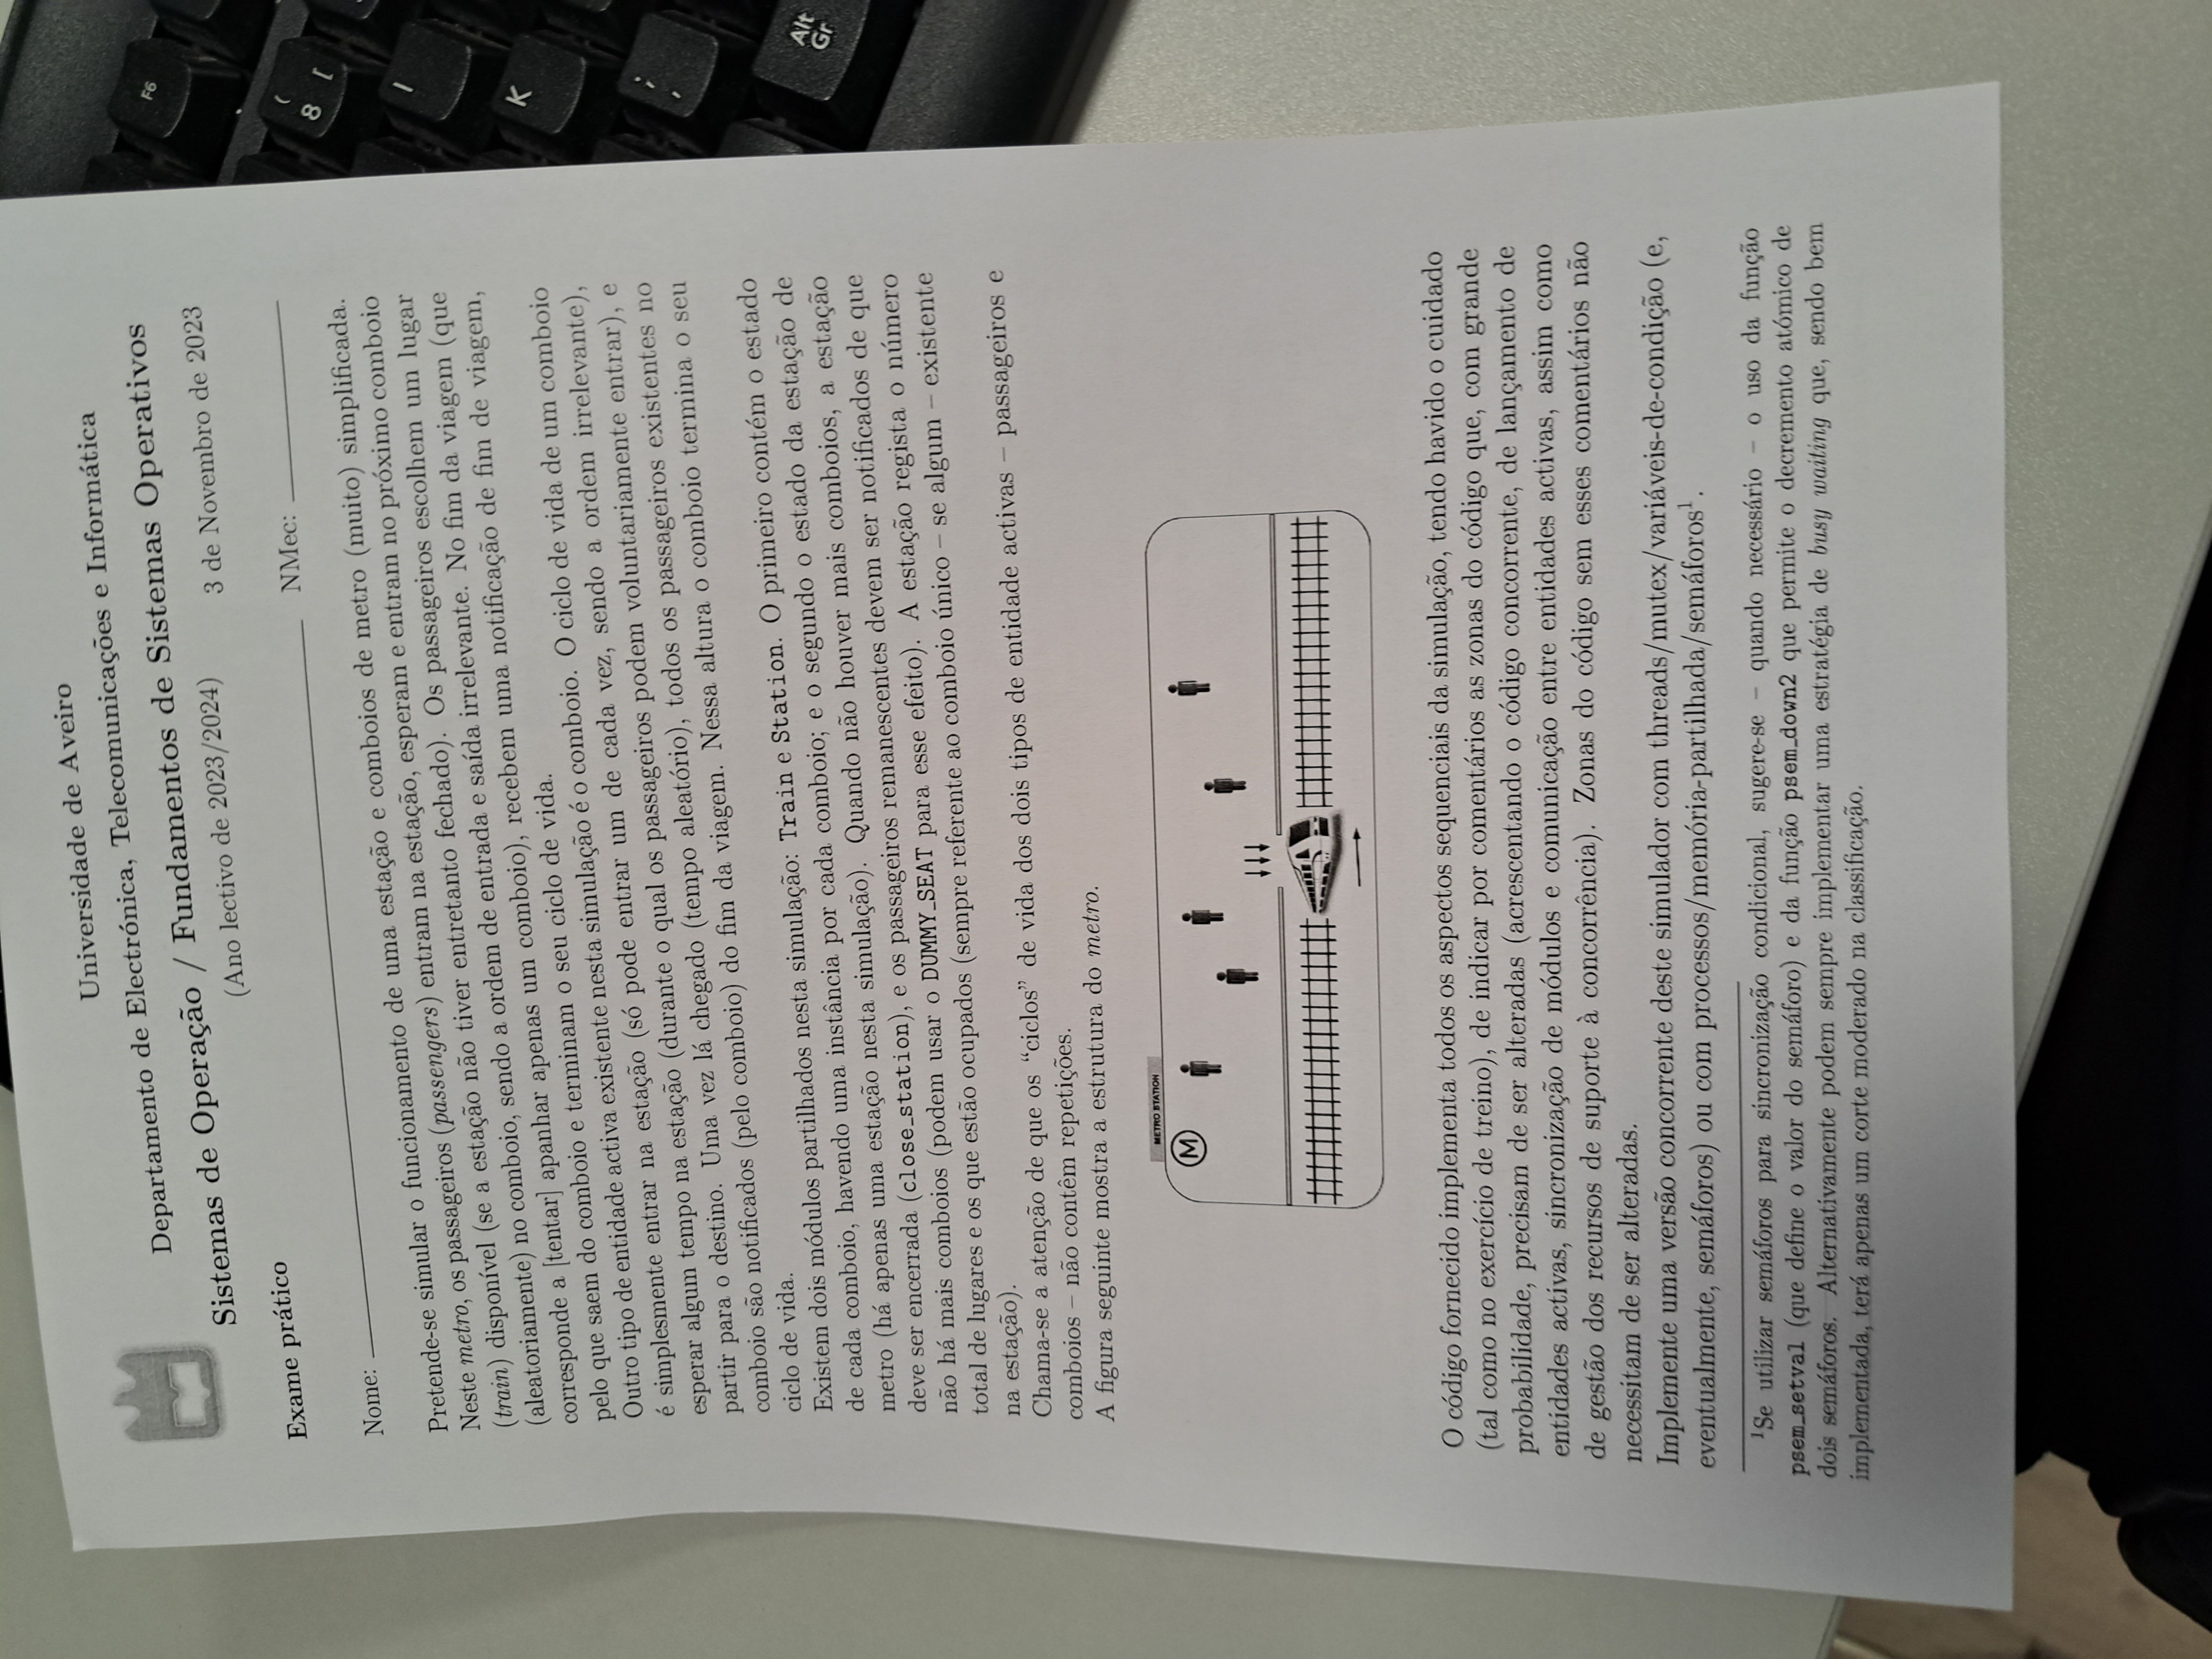 Universidade de Aveiro
Departamento de Electrónica, Telecomunicações e Informática
Sistemas de Operação / Fundamentos de Sistemas Operativos
(Ano lectivo de 2023/2024) 3 de Novembro de 2023
Exame prático
Nome: NMec:
Pretende-se simular o funcionamento de uma estação e comboios de metro (muito) simplificada.
Neste metro, os passageiros (passengers) entram na estação, esperam e entram no próximo comboio
(train) disponível (se a estação não tiver entretanto fechado). Os passageiros escolhem um lugar
(aleatoriamente) no comboio, sendo a ordem de entrada e saída irrelevante. No fim da viagem (que
corresponde a [tentar] apanhar apenas um comboio), recebem uma notificação de fim de viagem,
pelo que saem do comboio e terminam o seu ciclo de vida.
Outro tipo de entidade activa existente nesta simulação é o comboio. O ciclo de vida de um comboio
é simplesmente entrar na estação (só pode entrar um de cada vez, sendo a ordem irrelevante),
esperar algum tempo na estação (durante o qual os passageiros podem voluntariamente entrar), e
partir para o destino. Uma vez lá chegado (tempo aleatório), todos os passageiros existentes no
comboio são notificados (pelo comboio) do fim da viagem. Nessa altura o comboio termina o seu
ciclo de vida.
Existem dois módulos partilhados nesta simulação: Train e Station. O primeiro contém o estado
de cada comboio, havendo uma instância por cada comboio; e o segundo o estado da estação de
metro (há apenas uma estação nesta simulação). Quando não houver mais comboios, a estação
deve ser encerrada (close_station), e os passageiros remanescentes devem ser notificados de que
não há mais comboios (podem usar o DUMMY_SEAT para esse efeito). A estação regista o número
total de lugares e os que estão ocupados (sempre referente ao comboio único – se algum – existente
na estação).
Chama-se a atenção de que os “ciclos” de vida dos dois tipos de entidade activas – passageiros e
comboios – não contêm repetições.
A figura seguinte mostra a estrutura do metro.
METRO STATION
M
O código fornecido implementa todos os aspectos sequenciais da simulação, tendo havido o cuidado
(tal como no exercício de treino), de indicar por comentários as zonas do código que, com grande
probabilidade, precisam de ser alteradas (acrescentando o código concorrente, de lançamento de
entidades activas, sincronização de módulos e comunicação entre entidades activas, assim como
de gestão dos recursos de suporte à concorrência). Zonas do código sem esses comentários não
necessitam de ser alteradas.
Implemente uma versão concorrente deste simulador com threads/mutex/variáveis-de-condição (e,
eventualmente, semáforos) ou com processos/memória-partilhada/semáforos¹.
¹Se utilizar semáforos para sincronização condicional, sugere-se – quando necessário – o uso da função
psem_setval (que define o valor do semáforo) e da função psem_down2 que permite o decremento atómico de
dois semáforos. Alternativamente podem sempre implementar uma estratégia de busy waiting que, sendo bem
implementada, terá apenas um corte moderado na classificação.
F6
(
8 [
I
K
;
,
Alt
Gr